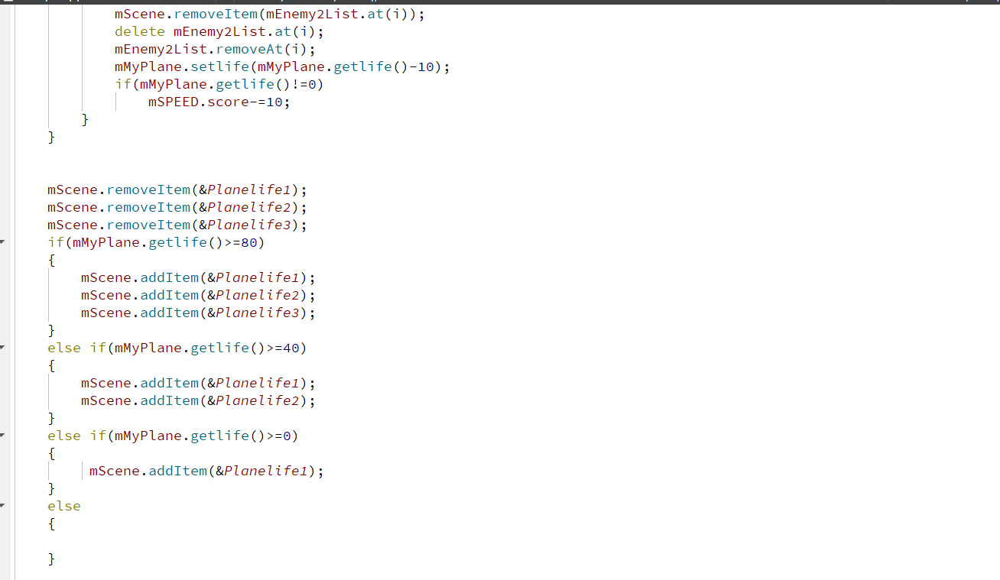 mScene.removeItem(mEnemy2List.at(i));
delete mEnemy2List.at(i);
mEnemy2List.removeAt(i);
mMyPlane.setlife(mMyPlane.getlife()-10);
if(mMyPlane.getlife()!=0)
mSPEED.score-=10;
}
}
mScene.removeItem(&Planelife1);
mScene.removeItem(&Planelife2);
mScene.removeItem(&Planelife3);
if(mMyPlane.getlife()>=80)
{
mScene.addItem(&Planelife1);
mScene.addItem(&Planelife2);
mScene.addItem(&Planelife3);
}
else if(mMyPlane.getlife()>=40)
{
mScene.addItem(&Planelife1);
mScene.addItem(&Planelife2);
}
else if(mMyPlane.getlife()>=0)
{
mScene.addItem(&Planelife1);
}
else
{
}